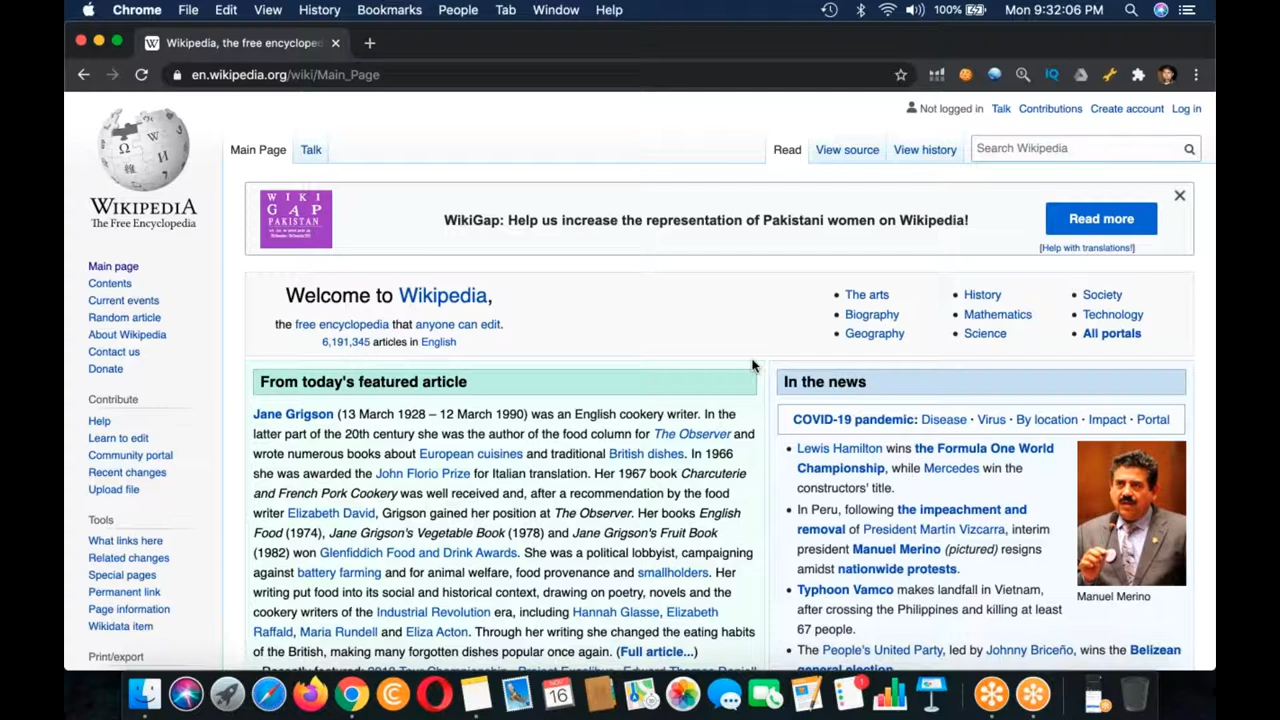 Chrome File Edit View History Bookmarks People Tab Window Help 100% Mon 9:32:06 PM
Wikipedia, the free encycloped
en.wikipedia.org/wiki/Main_Page
Not logged in Talk Contributions Create account Log in
Main Page Talk Read View source View history Search Wikipedia
WIKIPEDIA
The Free Encyclopedia
WIKI
GAP
PAKISTAN
WikiGap: Help us increase the representation of Pakistani women on Wikipedia!
Read more
[Help with translations!]
Main page
Contents
Current events
Random article
About Wikipedia
Contact us
Donate
Contribute
Help
Learn to edit
Community portal
Recent changes
Upload file
Tools
What links here
Related changes
Special pages
Permanent link
Page information
Wikidata item
Print/export
Welcome to Wikipedia,
the free encyclopedia that anyone can edit.
6,191,345 articles in English
• The arts
• Biography
• Geography
• History
• Mathematics
• Science
• Society
• Technology
• All portals
From today's featured article
Jane Grigson (13 March 1928 – 12 March 1990) was an English cookery writer. In the
latter part of the 20th century she was the author of the food column for The Observer and
wrote numerous books about European cuisines and traditional British dishes. In 1966
she was awarded the John Florio Prize for Italian translation. Her 1967 book Charcuterie
and French Pork Cookery was well received and, after a recommendation by the food
writer Elizabeth David, Grigson gained her position at The Observer. Her books English
Food (1974), Jane Grigson's Vegetable Book (1978) and Jane Grigson's Fruit Book
(1982) won Glenfiddich Food and Drink Awards. She was a political lobbyist, campaigning
against battery farming and for animal welfare, food provenance and smallholders. Her
writing put food into its social and historical context, drawing on poetry, novels and the
cookery writers of the Industrial Revolution era, including Hannah Glasse, Elizabeth
Raffald, Maria Rundell and Eliza Acton. Through her writing she changed the eating habits
of the British, making many forgotten dishes popular once again. (Full article...)
In the news
COVID-19 pandemic: Disease · Virus · By location · Impact · Portal
• Lewis Hamilton wins the Formula One World
Championship, while Mercedes win the
constructors' title.
• In Peru, following the impeachment and
removal of President Martín Vizcarra, interim
president Manuel Merino (pictured) resigns
amidst nationwide protests.
• Typhoon Vamco makes landfall in Vietnam,
after crossing the Philippines and killing at least
67 people.
• The People's United Party, led by Johnny Briceño, wins the Belizean
general election
Manuel Merino
NOV
16
1